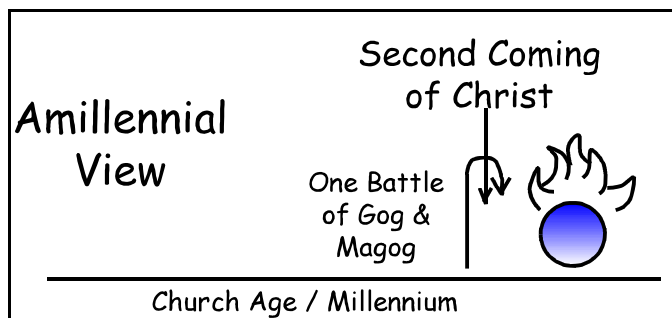 Amillennial
View
Second Coming
of Christ
One Battle
of Gog &
Magog
Church Age / Millennium